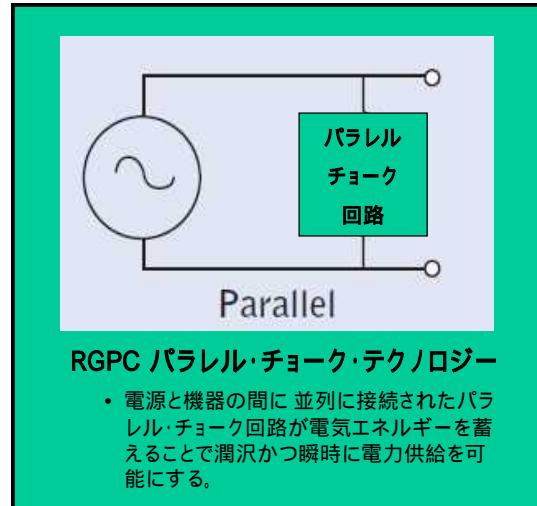 パラレル
チョーク
回路
Parallel
RGPC パラレル・チョーク・テクノロジー
• 電源と機器の間に 並列に接続されたパラ
レル・チョーク回路が電気エネルギーを蓄
えることで潤沢かつ瞬時に電力供給を可
能にする。